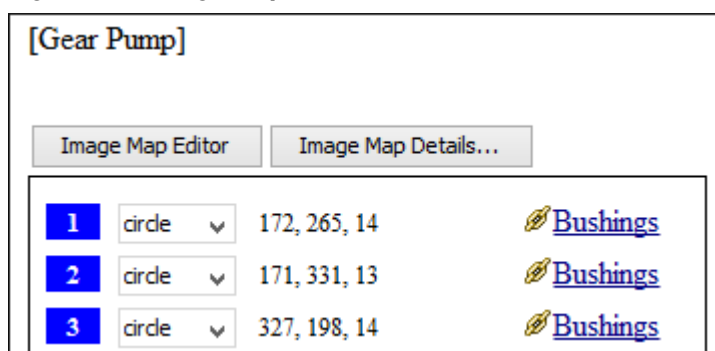 [Gear Pump]
Image Map Editor Image Map Details...
1 circle 172, 265, 14 Bushings
2 circle 171, 331, 13 Bushings
3 circle 327, 198, 14 Bushings